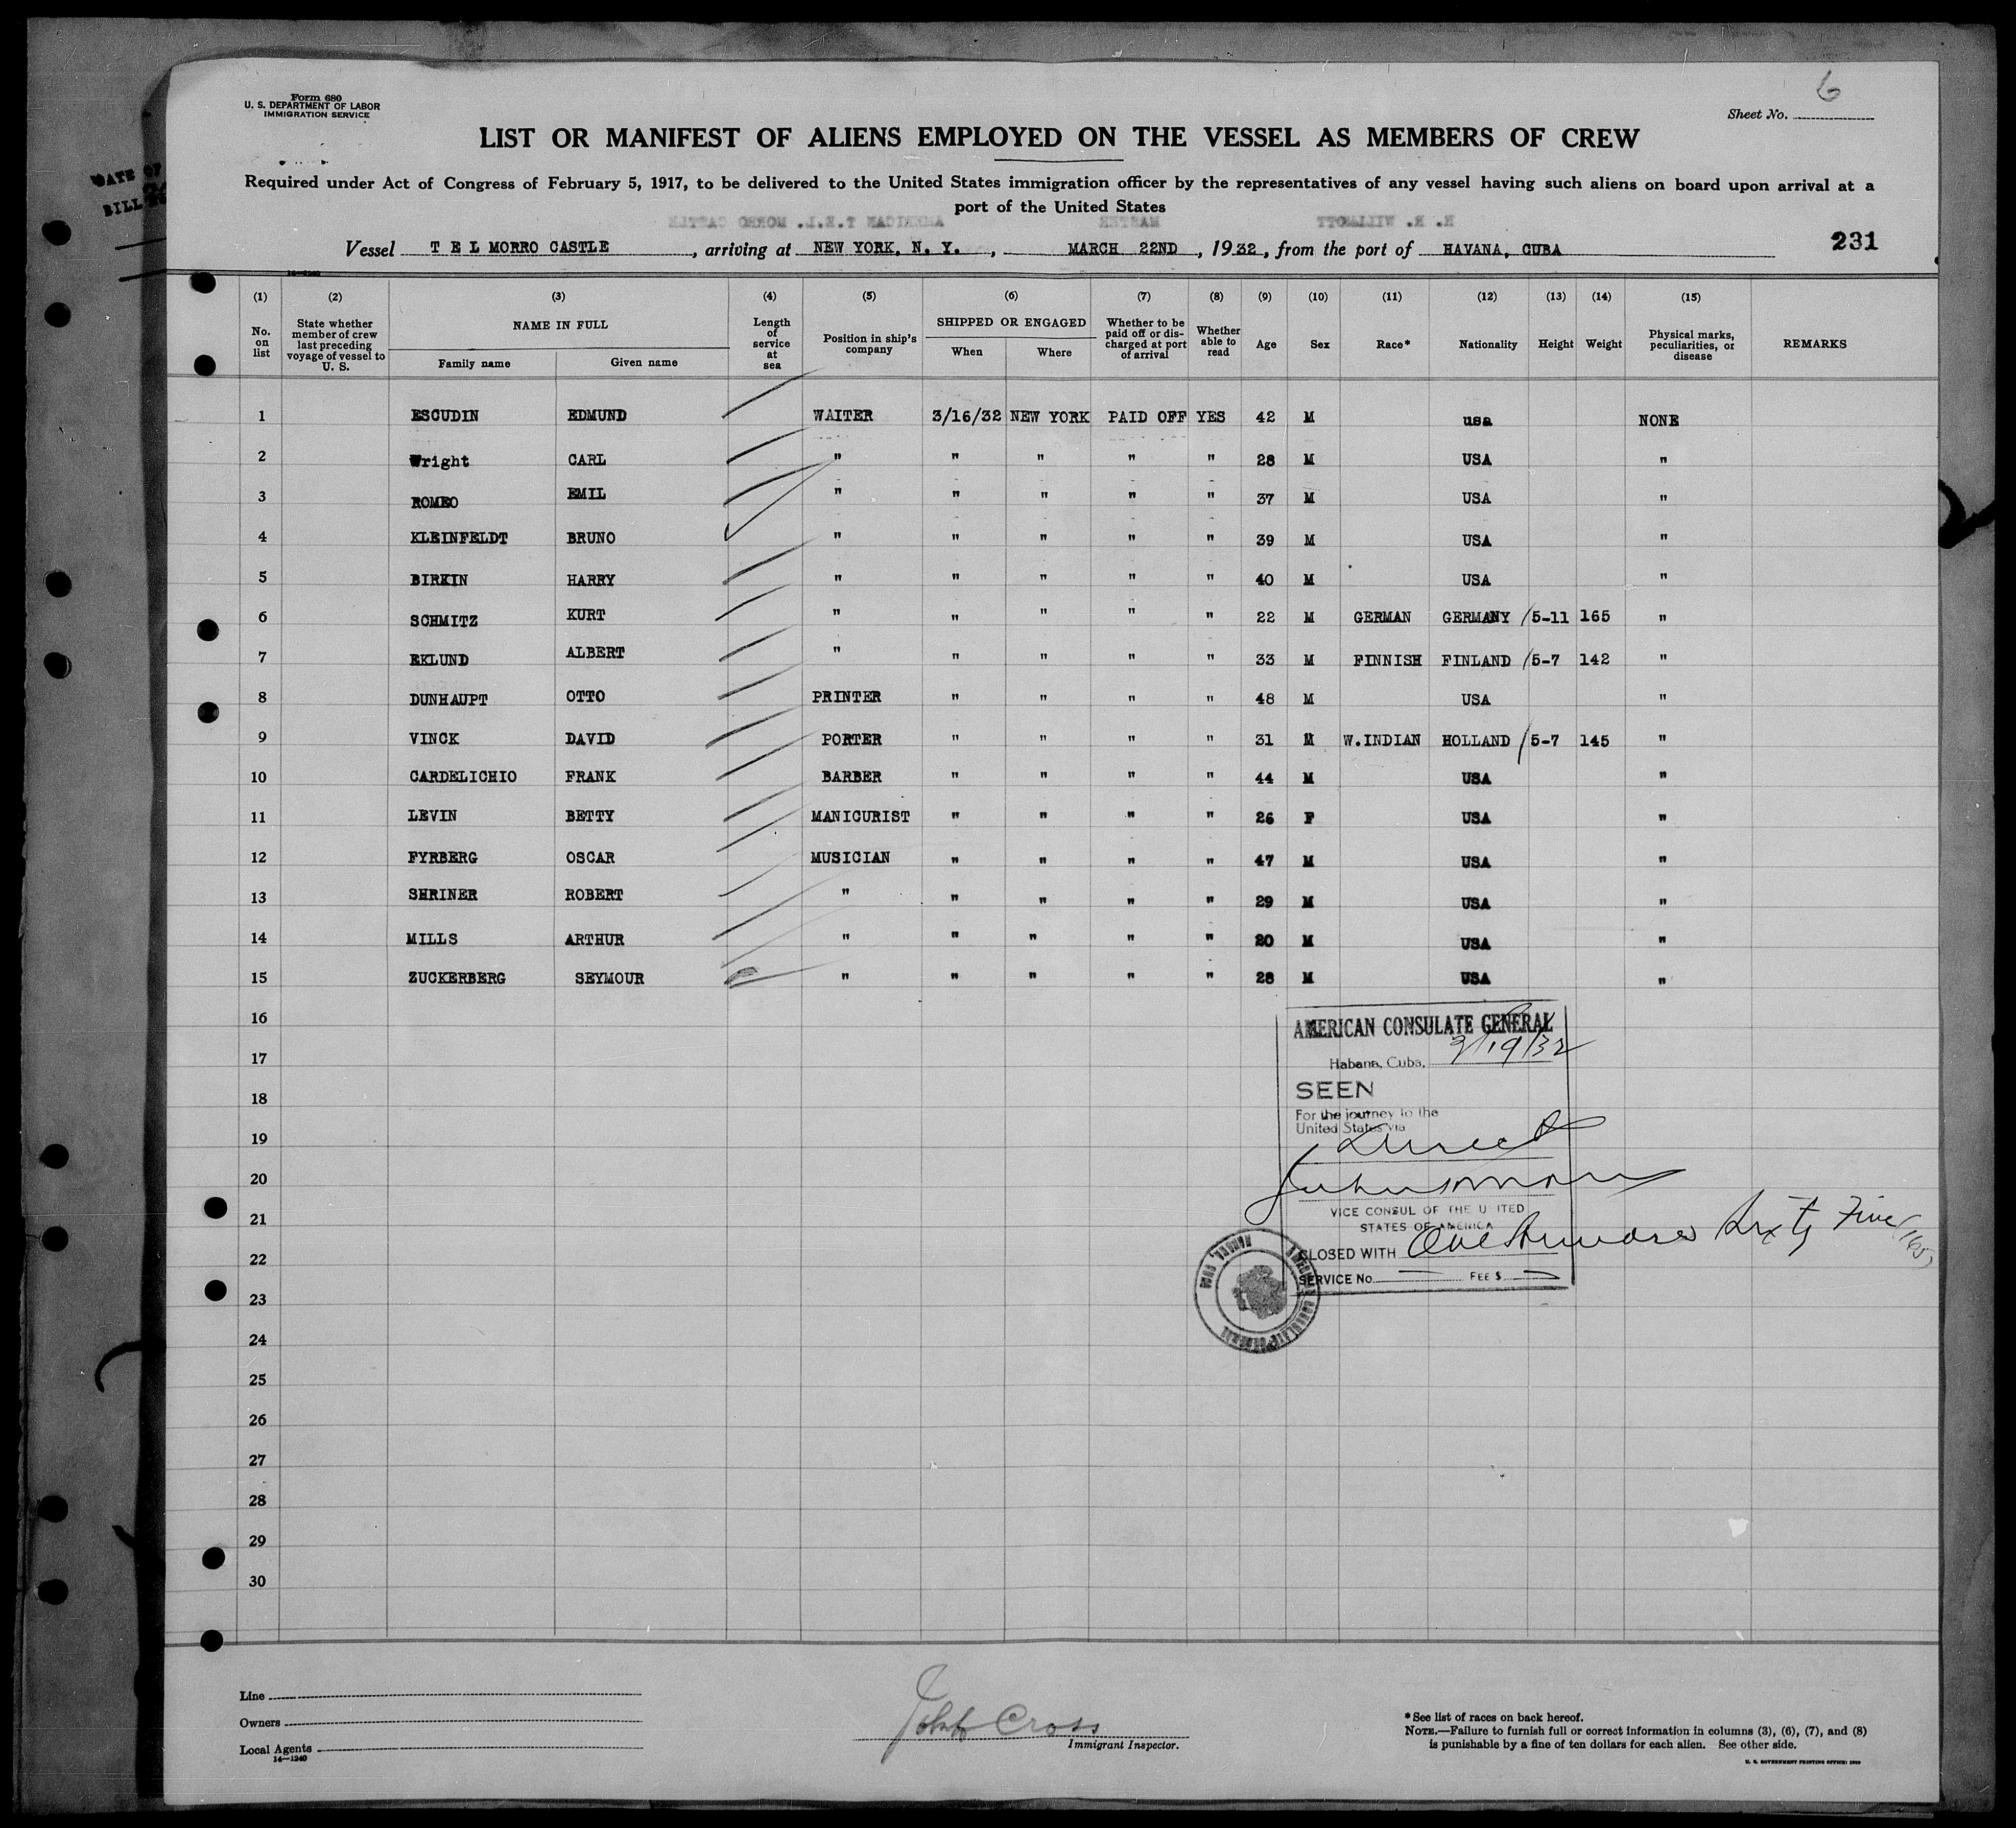 Form 680
U. S. DEPARTMENT OF LABOR
IMMIGRATION SERVICE
Sheet No. 6
LIST OR MANIFEST OF ALIENS EMPLOYED ON THE VESSEL AS MEMBERS OF CREW
Required under Act of Congress of February 5, 1917, to be delivered to the United States immigration officer by the representatives of any vessel having such aliens on board upon arrival at a
port of the United States
Vessel T E L MORRO CASTLE, arriving at NEW YORK, N. Y., MARCH 22ND, 1932, from the port of HAVANA, CUBA
231
(1) (2) (3) (4) (5) (6) (7) (8) (9) (10) (11) (12) (13) (14) (15)
No. on list State whether member of crew last preceding voyage of vessel to U. S. NAME IN FULL Family name Given name Length of service at sea Position in ship's company SHIPPED OR ENGAGED When Where Whether to be paid off or discharged at port of arrival Whether able to read Age Sex Race* Nationality Height Weight Physical marks, peculiarities, or disease REMARKS
1 ESCUDIN EDMUND WAITER 3/16/32 NEW YORK PAID OFF YES 42 M usa NONE
2 Wright CARL " " " " " 28 M USA "
3 ROMEO EMIL " " " " " 37 M USA "
4 KLEINFELDT BRUNO " " " " " 39 M USA "
5 BIRKIN HARRY " " " " " 40 M USA "
6 SCHMITZ KURT " " " " " 22 M GERMAN GERMANY 5-11 165 "
7 EKLUND ALBERT " " " " " 33 M FINNISH FINLAND 5-7 142 "
8 DUNHAUPT OTTO PRINTER " " " " 48 M USA "
9 VINCK DAVID PORTER " " " " 31 M W.INDIAN HOLLAND 5-7 145 "
10 CARDELICHIO FRANK BARBER " " " " 44 M USA "
11 LEVIN BETTY MANICURIST " " " " 26 F USA "
12 FYRBERG OSCAR MUSICIAN " " " " 47 M USA "
13 SHRINER ROBERT " " " " " 29 M USA "
14 MILLS ARTHUR " " " " " 20 M USA "
15 ZUCKERBERG SEYMOUR " " " " " 28 M USA "
16
17
18
19
20
21
22
23
24
25
26
27
28
29
30
AMERICAN CONSULATE GENERAL
Habana, Cuba,
SEEN
For the journey to the
United States via
Direct
VICE CONSUL OF THE UNITED
STATES OF AMERICA
CLOSED WITH One Hundred Sixty Five (165)
SERVICE No. FEE $
Line
Owners
Local Agents
14—1240
John Cross
Immigrant Inspector.
* See list of races on back hereof.
NOTE.—Failure to furnish full or correct information in columns (3), (6), (7), and (8)
is punishable by a fine of ten dollars for each alien. See other side.